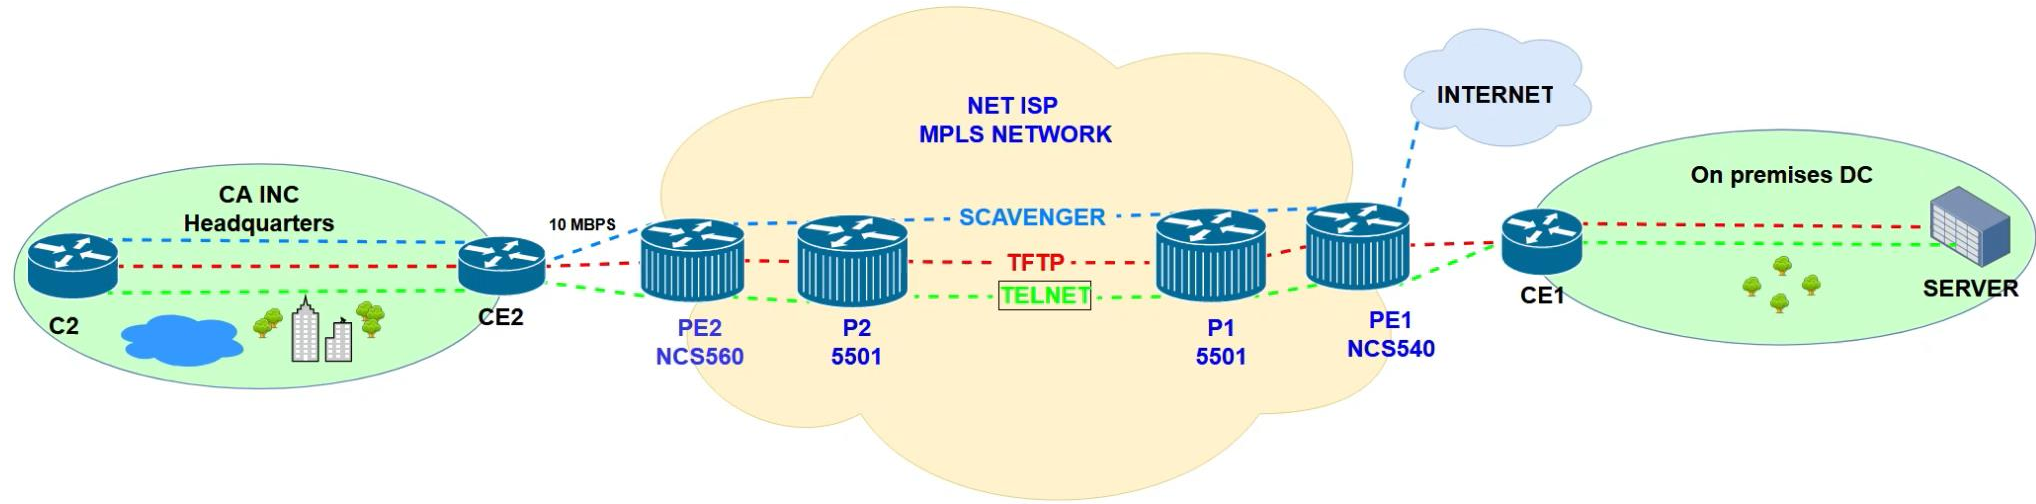 CA INC
Headquarters
C2
CE2
10 MBPS
NET ISP
MPLS NETWORK
SCAVENGER
TFTP
TELNET
PE2
NCS560
P2
5501
P1
5501
PE1
NCS540
INTERNET
CE1
On premises DC
SERVER